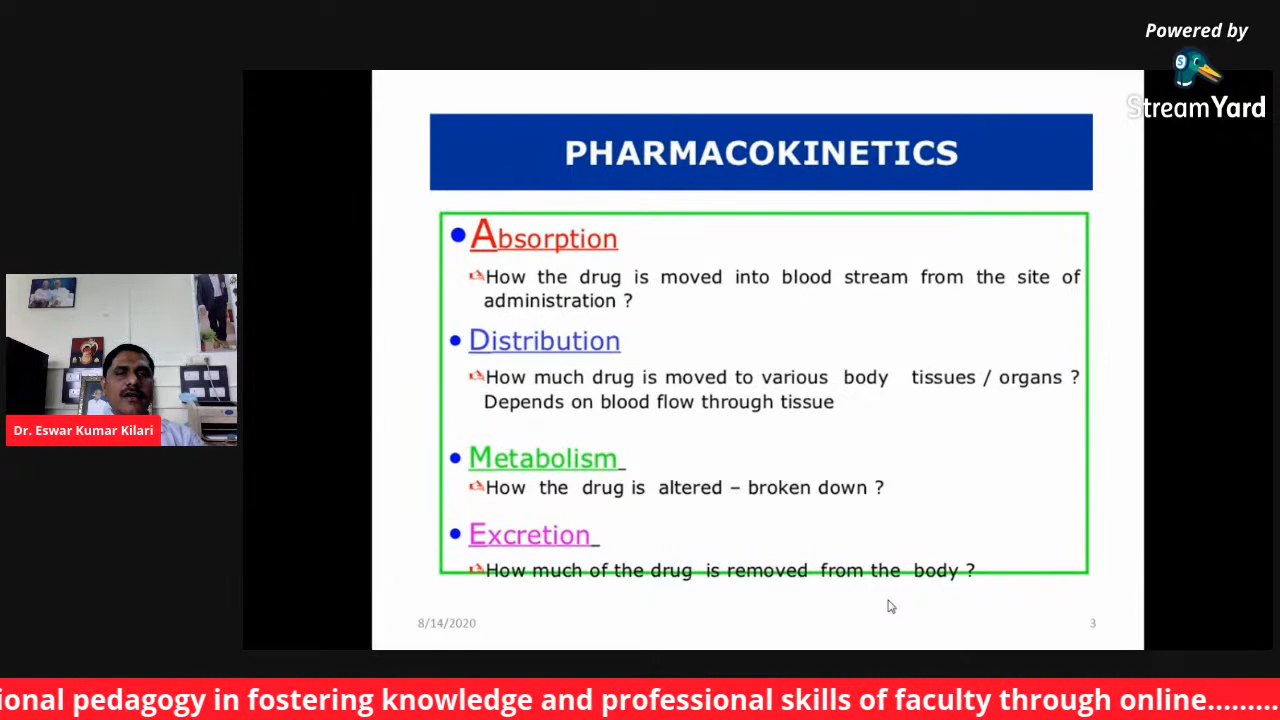 Powered by
StreamYard
PHARMACOKINETICS
Absorption
How the drug is moved into blood stream from the site of
administration ?
Distribution
How much drug is moved to various body tissues / organs ?
Depends on blood flow through tissue
Metabolism
How the drug is altered – broken down ?
Excretion
How much of the drug is removed from the body ?
8/14/2020
3
Dr. Eswar Kumar Kilari
ional pedagogy in fostering knowledge and professional skills of faculty through online.........